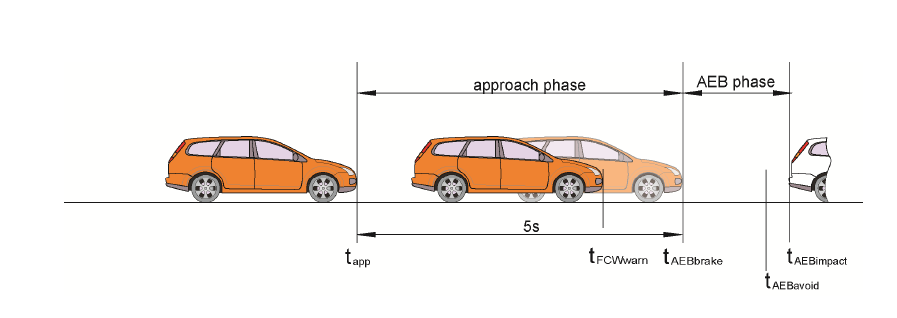 approach phase
AEB phase
5s
tapp
tFCWwarn
tAEBbrake
tAEBimpact
tAEBavoid